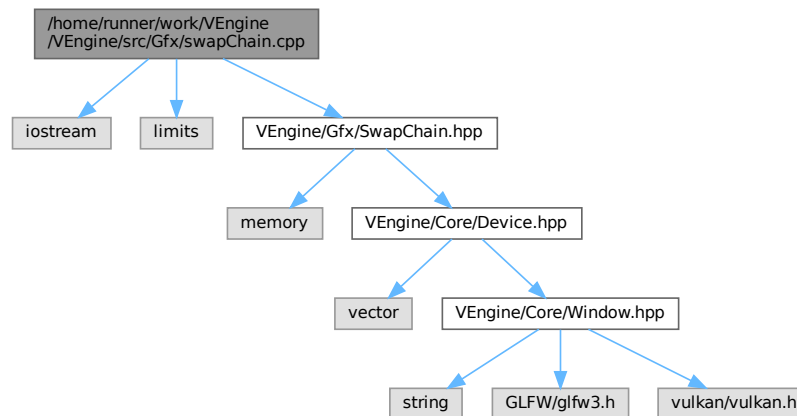 /home/runner/work/VEngine
/VEngine/src/Gfx/swapChain.cpp
iostream
limits
VEngine/Gfx/SwapChain.hpp
memory
VEngine/Core/Device.hpp
vector
VEngine/Core/Window.hpp
string
GLFW/glfw3.h
vulkan/vulkan.h